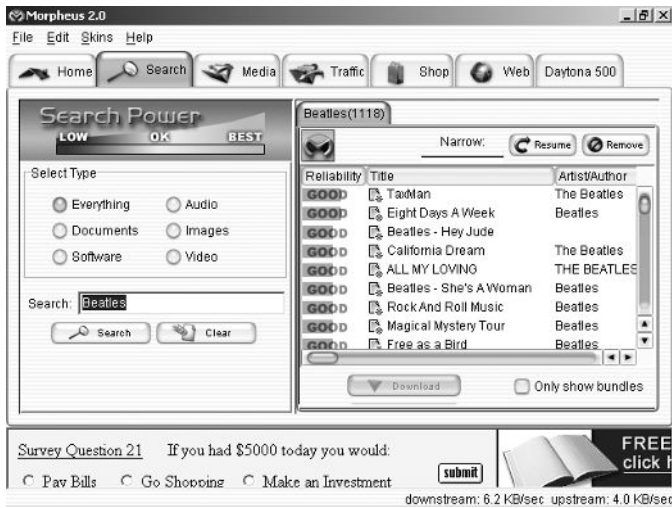 Morpheus 2.0
File Edit Skins Help
Home Search Media Traffic Shop Web Daytona 500
Search Power
LOW OK BEST
Select Type
Everything Audio
Documents Images
Software Video
Search: Beatles
Search Clear
Beatles(1118)
Narrow: Resume Remove
Reliability Title Artist/Author
GOOD TaxMan The Beatles
GOOD Eight Days A Week Beatles
GOOD Beatles - Hey Jude
GOOD California Dream The Beatles
GOOD ALL MY LOVING THE BEATLES
GOOD Beatles - She's A Woman Beatles
GOOD Rock And Roll Music Beatles
GOOD Magical Mystery Tour Beatles
GOOD Free as a Bird Beatles
Download Only show bundles
Survey Question 21 If you had $5000 today you would:
Pay Bills Go Shopping Make an Investment
submit
FREE
click
downstream: 6.2 KB/sec upstream: 4.0 KB/sec